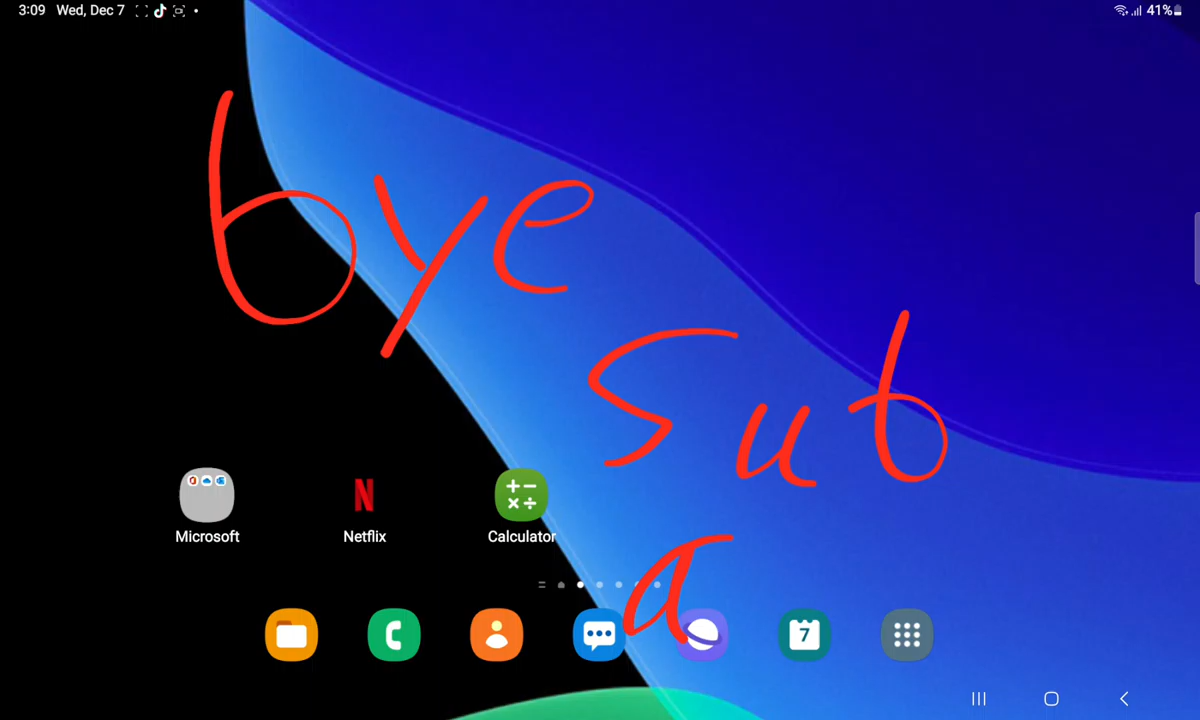 3:09 Wed, Dec 7 41%
bye
Sub
a
Microsoft Netflix Calculator
7